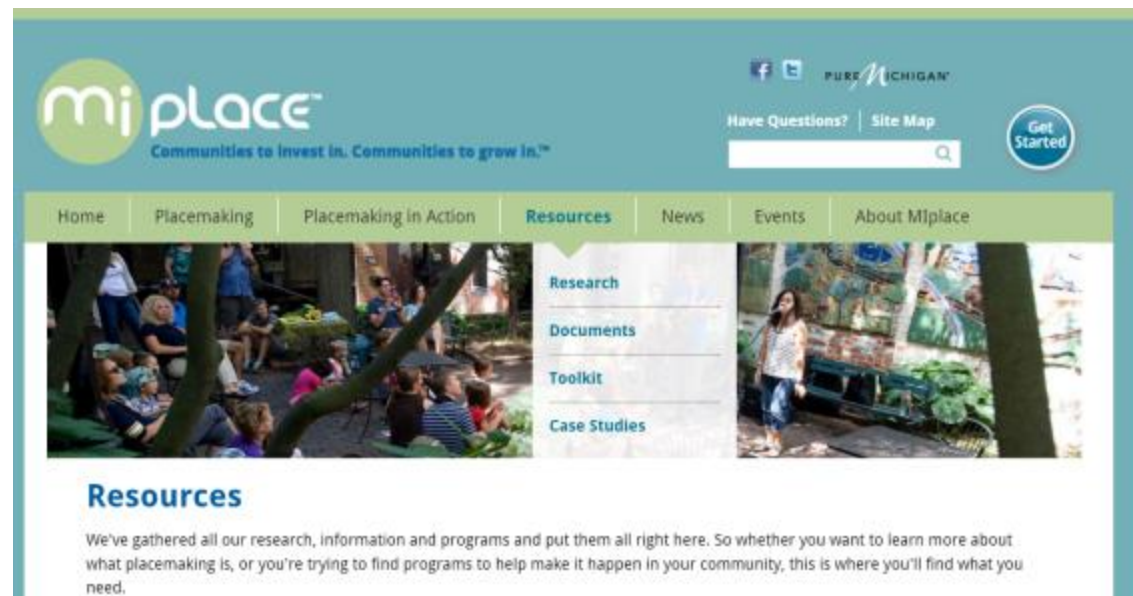 mi place™
Communities to invest in. Communities to grow in.™
f t PURE MICHIGAN®
Have Questions? Site Map
Get
Started
Home Placemaking Placemaking in Action Resources News Events About MIplace
Research
Documents
Toolkit
Case Studies
Resources
We've gathered all our research, information and programs and put them all right here. So whether you want to learn more about
what placemaking is, or you're trying to find programs to help make it happen in your community, this is where you'll find what you
need.